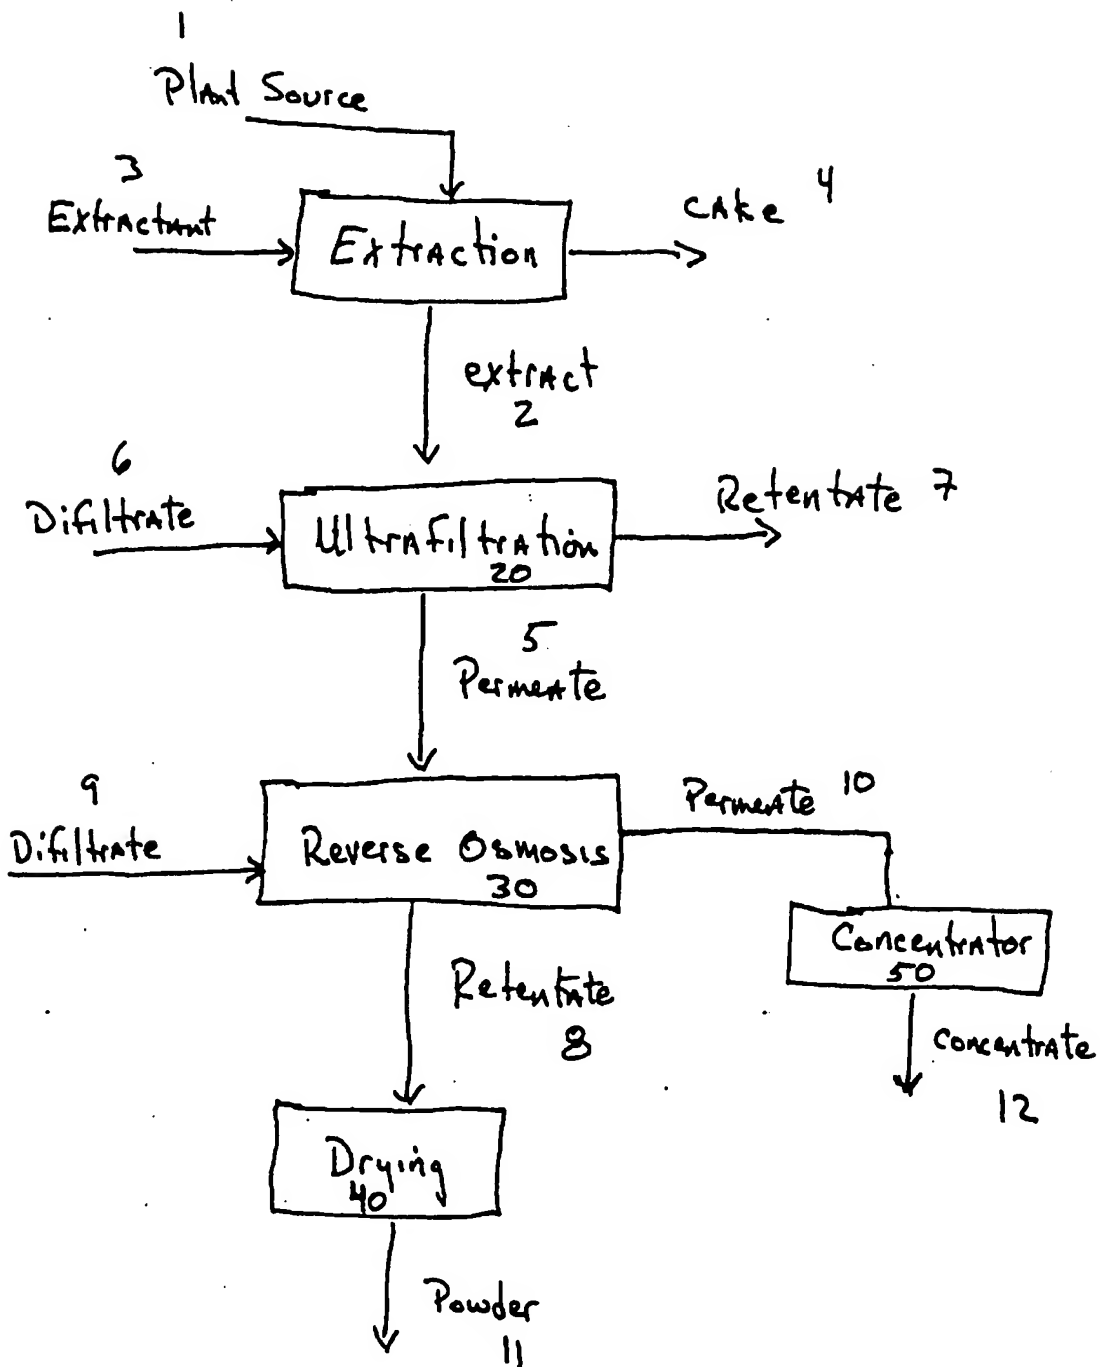 1
Plant Source
3
Extractant
Extraction
Cake 4
extract
2
6
Difiltrate
Ultrafiltration
20
Retentate 7
5
Permeate
9
Difiltrate
Reverse Osmosis
30
Permeate 10
Concentrator
50
Retentate
8
Concentrate
12
Drying
40
Powder
11